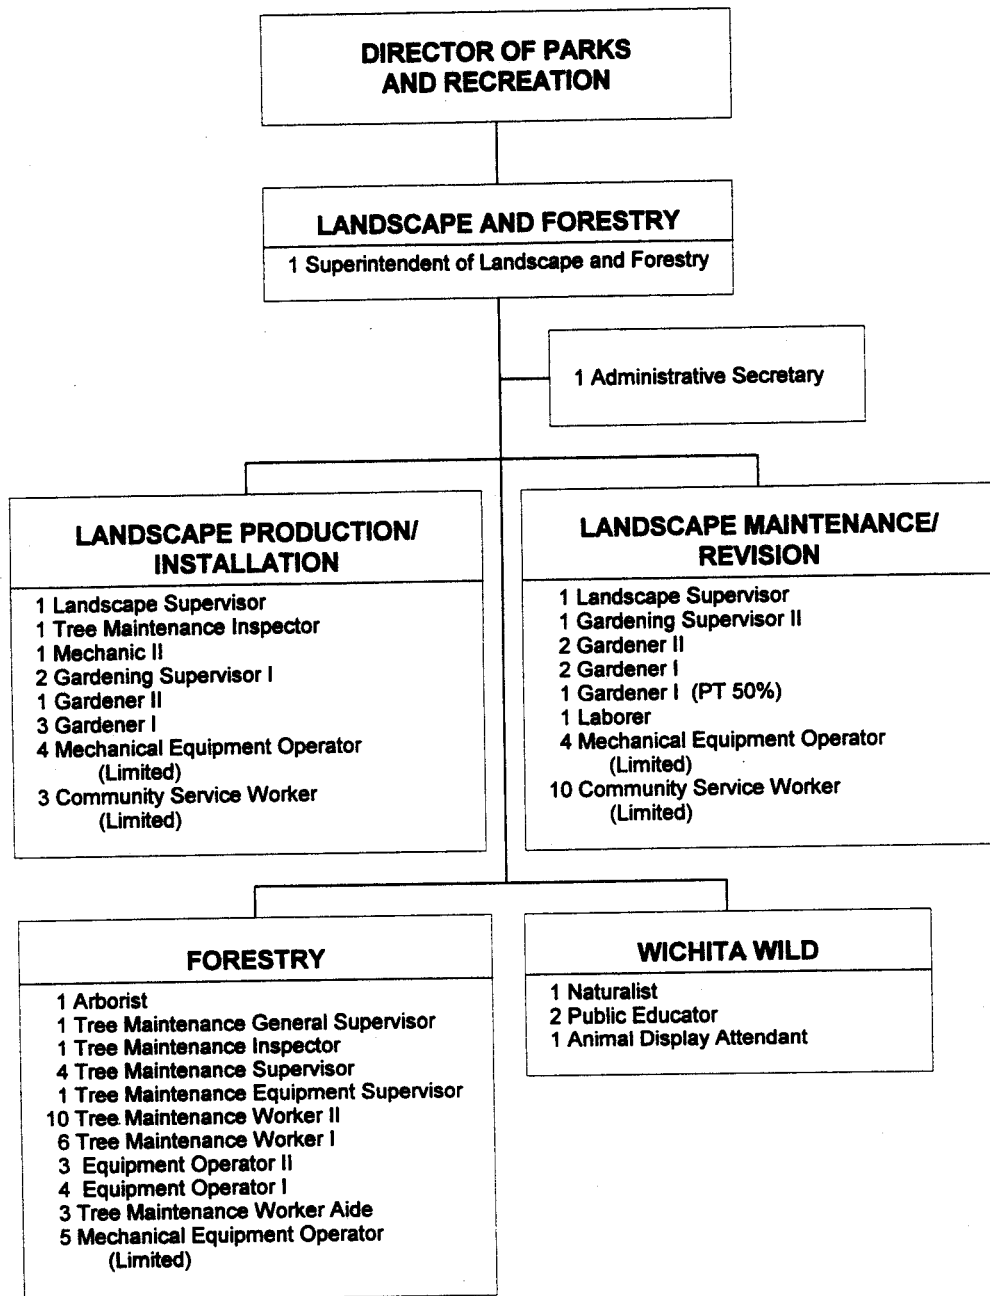 DIRECTOR OF PARKS
AND RECREATION
LANDSCAPE AND FORESTRY
1 Superintendent of Landscape and Forestry
1 Administrative Secretary
LANDSCAPE PRODUCTION/
INSTALLATION
1 Landscape Supervisor
1 Tree Maintenance Inspector
1 Mechanic II
2 Gardening Supervisor I
1 Gardener II
3 Gardener I
4 Mechanical Equipment Operator
(Limited)
3 Community Service Worker
(Limited)
LANDSCAPE MAINTENANCE/
REVISION
1 Landscape Supervisor
1 Gardening Supervisor II
2 Gardener II
2 Gardener I
1 Gardener I (PT 50%)
1 Laborer
4 Mechanical Equipment Operator
(Limited)
10 Community Service Worker
(Limited)
FORESTRY
1 Arborist
1 Tree Maintenance General Supervisor
1 Tree Maintenance Inspector
4 Tree Maintenance Supervisor
1 Tree Maintenance Equipment Supervisor
10 Tree Maintenance Worker II
6 Tree Maintenance Worker I
3 Equipment Operator II
4 Equipment Operator I
3 Tree Maintenance Worker Aide
5 Mechanical Equipment Operator
(Limited)
WICHITA WILD
1 Naturalist
2 Public Educator
1 Animal Display Attendant